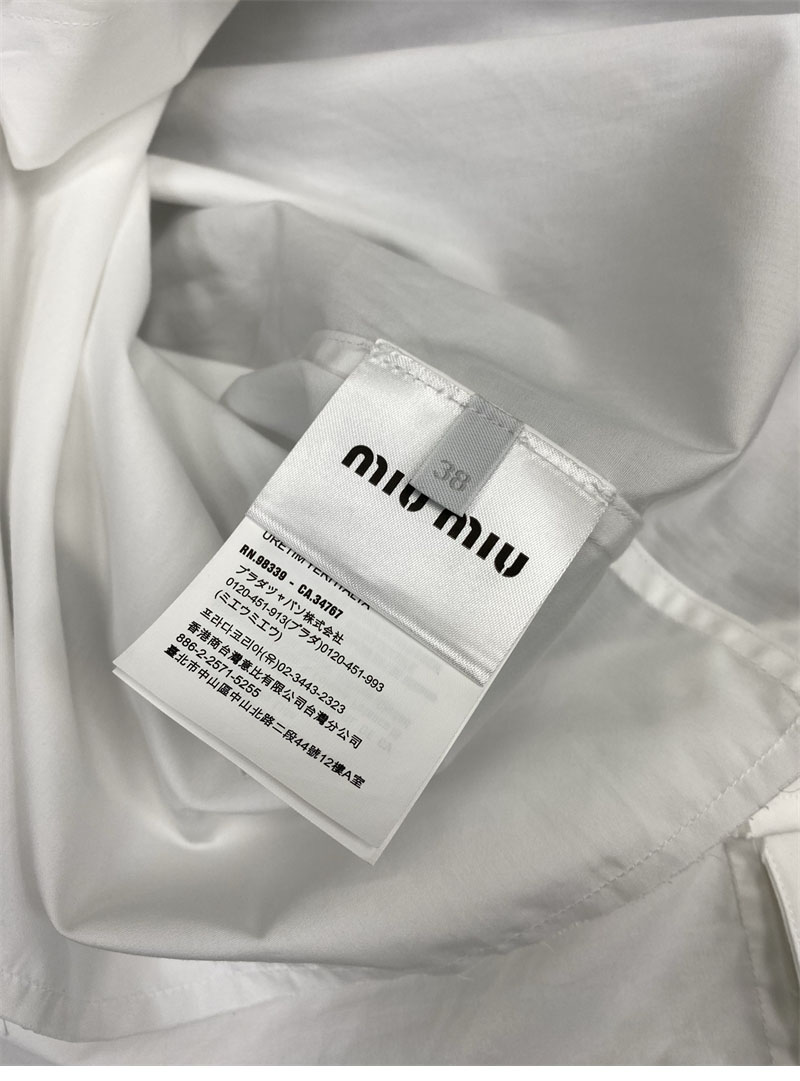 38
MIU MIU
ÜRETİM YERİ İTALYA
RN.98339 - CA.34767
プラダジャパン株式会社
0120-451-913(プラダ)0120-451-993
(ミュウミュウ)
프라다코리아(유)02-3443-2323
香港商台灣意比有限公司台灣分公司
886-2-2571-5255
臺北市中山區中山北路二段44號12樓A室